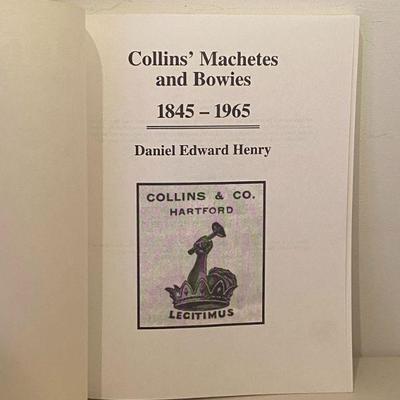 Collins' Machetes
and Bowies
1845 – 1965
Daniel Edward Henry
COLLINS & CO.
HARTFORD
LEGITIMUS